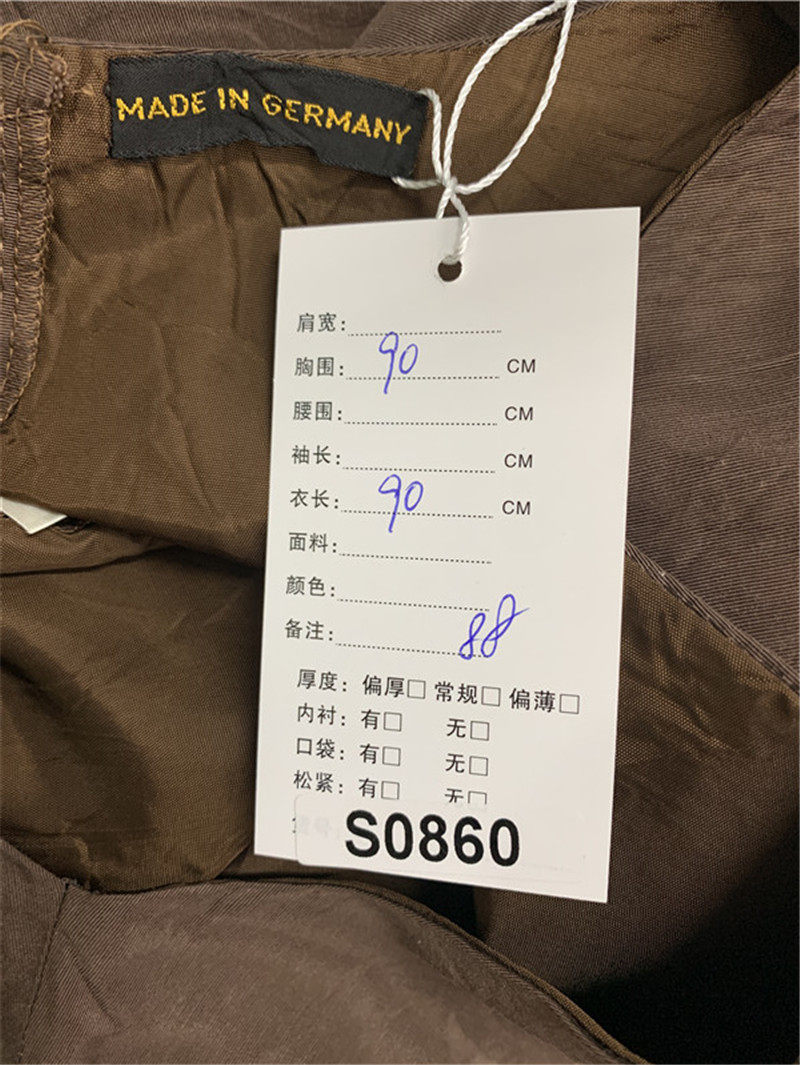 MADE IN GERMANY
肩宽:
胸围: 90 CM
腰围: CM
袖长: CM
衣长: 90 CM
面料:
颜色:
备注: 88
厚度: 偏厚□ 常规□ 偏薄□
内衬: 有□ 无□
口袋: 有□ 无□
松紧: 有□ 无□
S0860